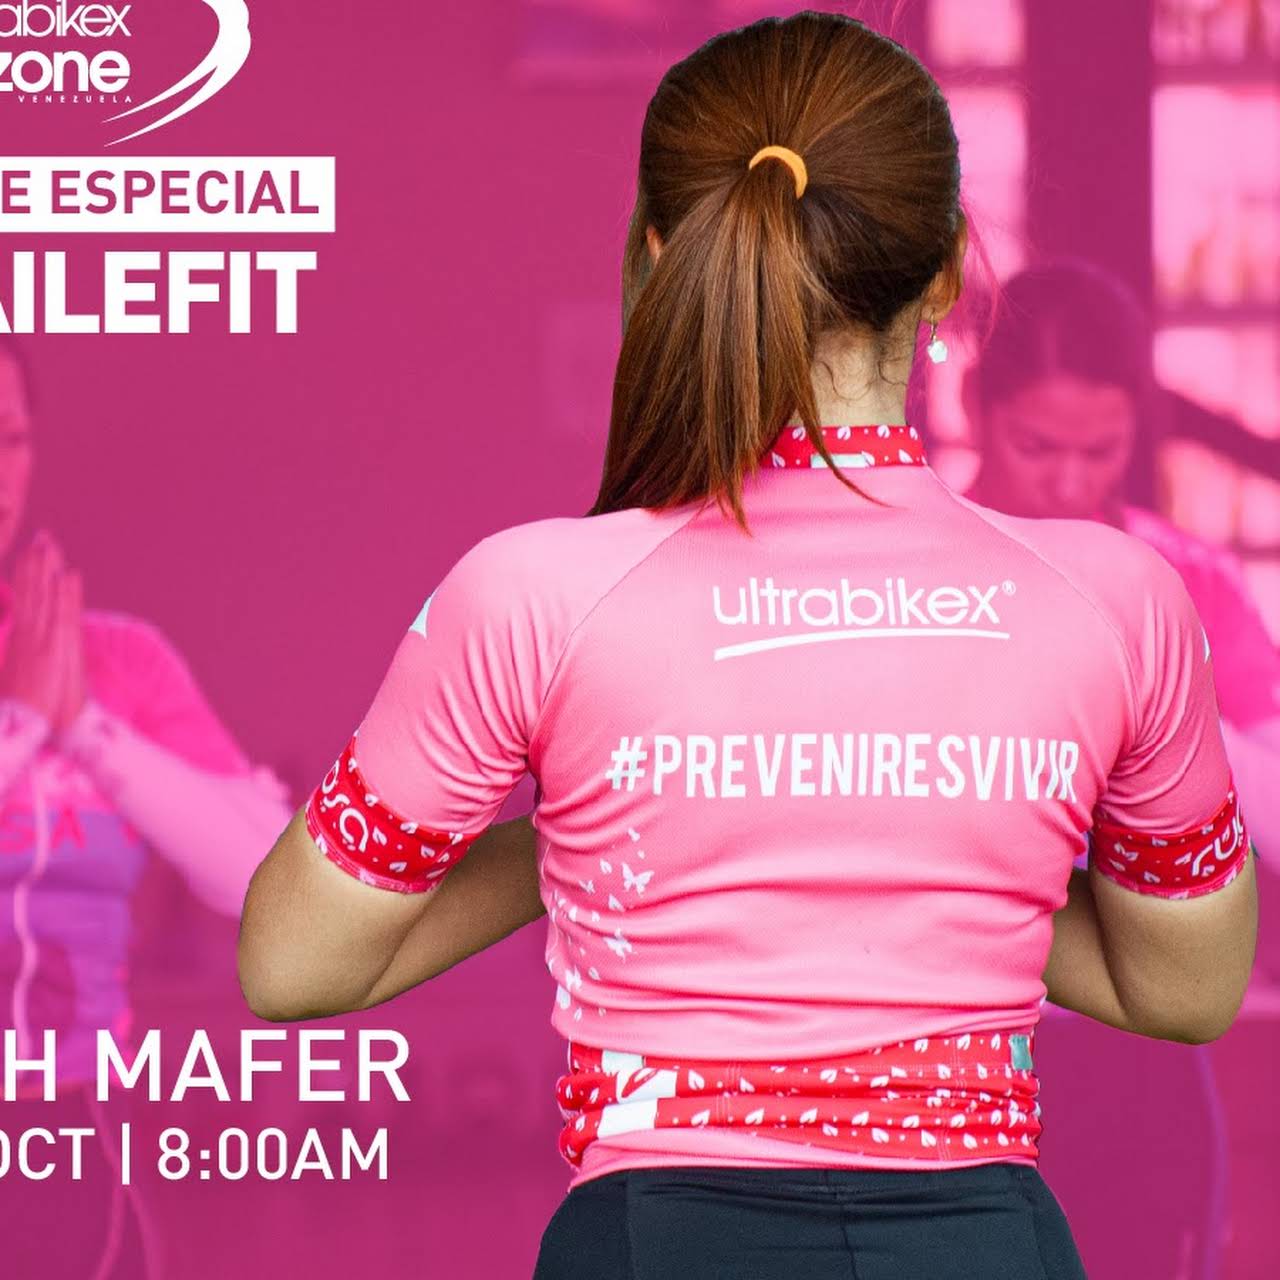 abikex
zone
VENEZUELA
E ESPECIAL
AILEFIT
ultrabikex®
#PREVENIRESVIVIR
H MAFER
OCT | 8:00AM